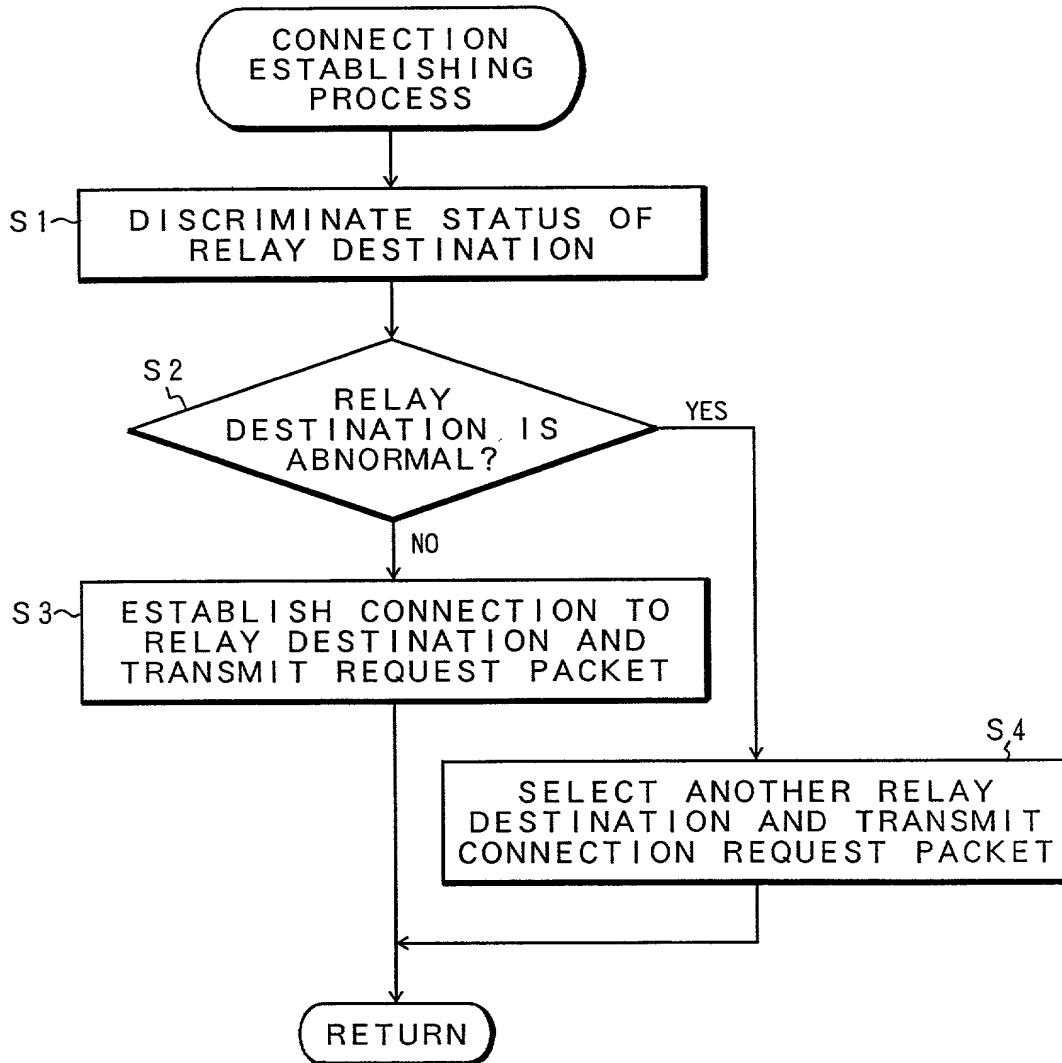 CONNECTION
ESTABLISHING
PROCESS
S1
DISCRIMINATE STATUS OF
RELAY DESTINATION
S2
RELAY
DESTINATION IS
ABNORMAL?
YES
NO
S3
ESTABLISH CONNECTION TO
RELAY DESTINATION AND
TRANSMIT REQUEST PACKET
S4
SELECT ANOTHER RELAY
DESTINATION AND TRANSMIT
CONNECTION REQUEST PACKET
RETURN